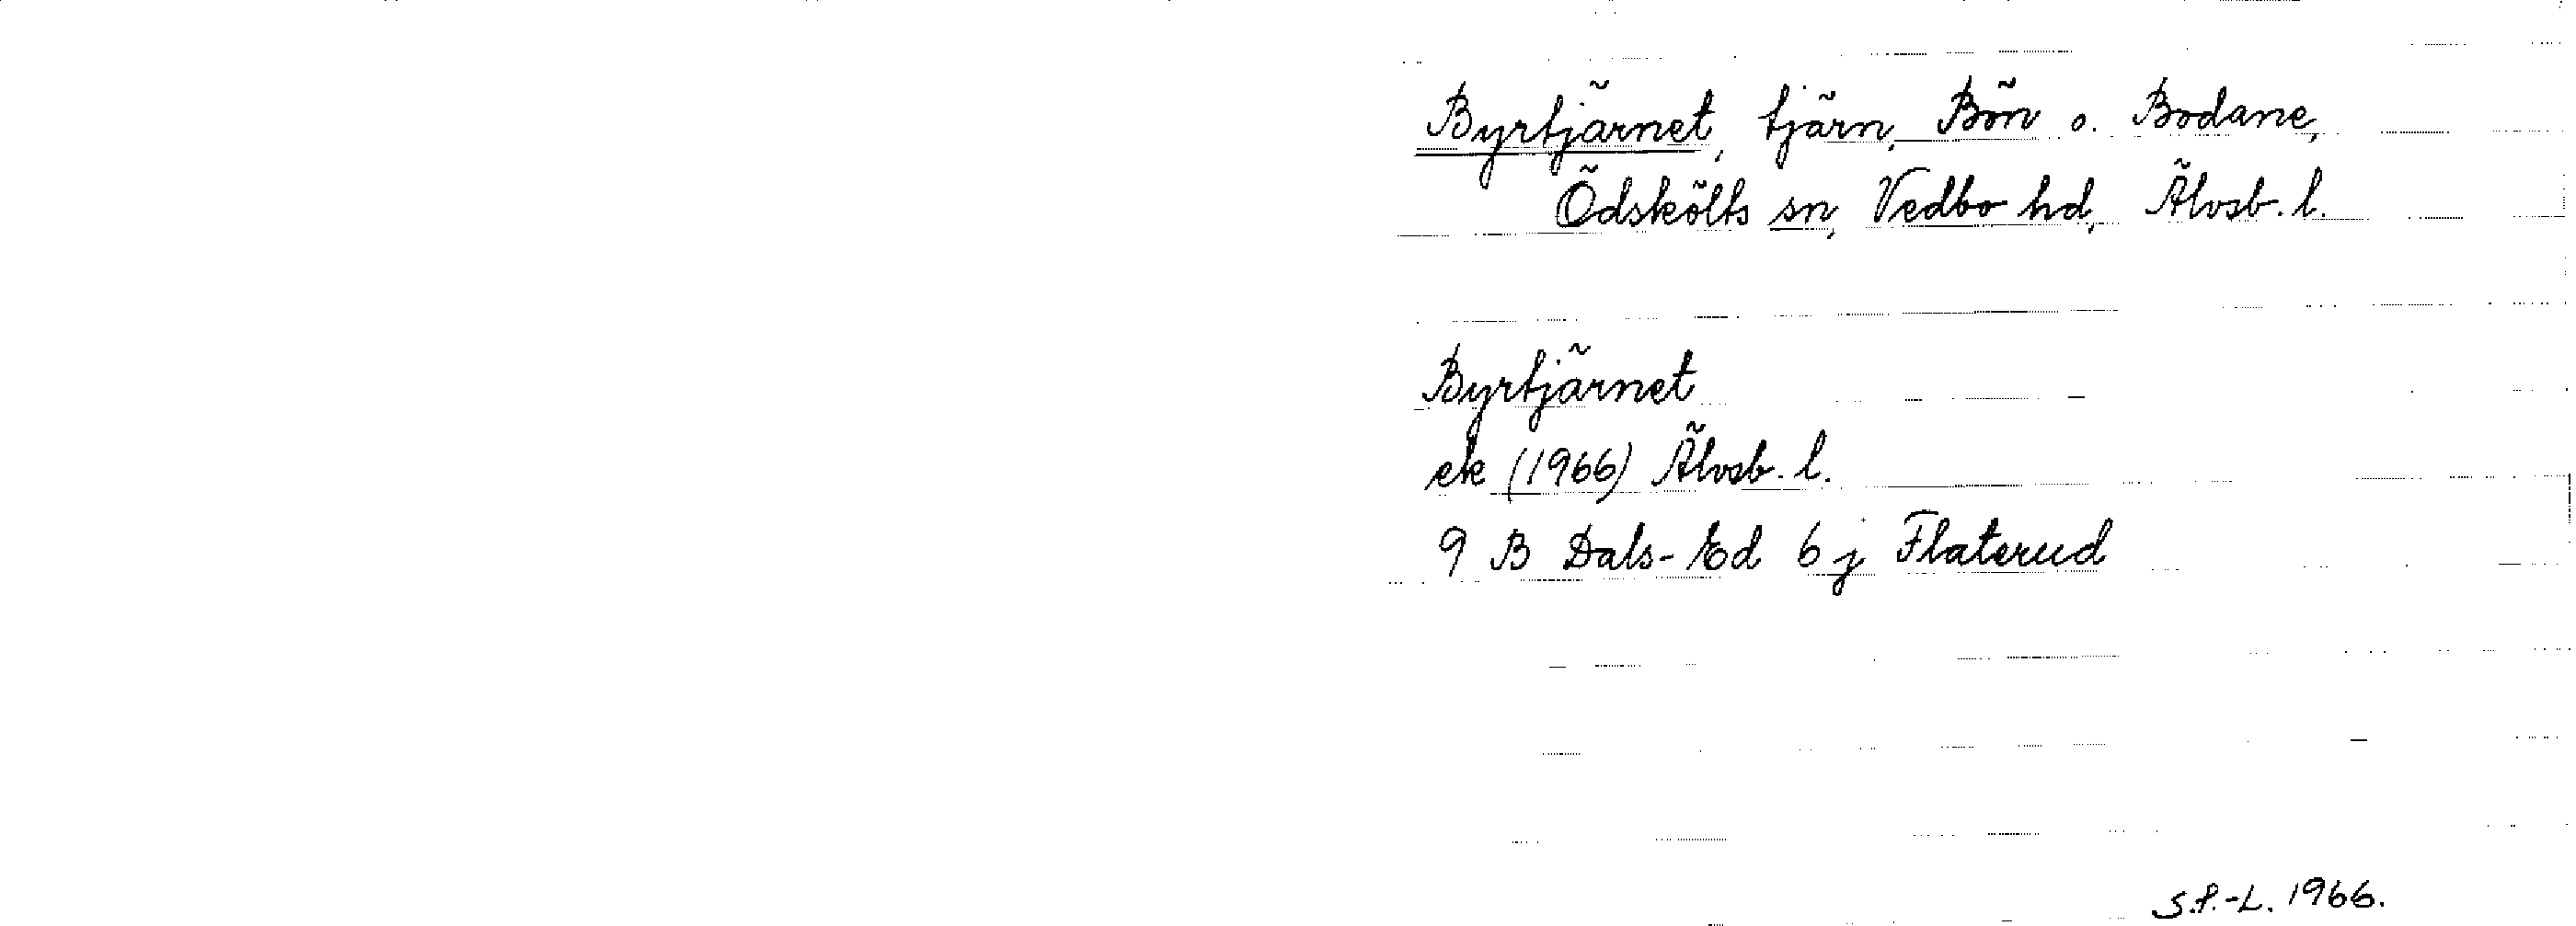 Byrtjärnet, tjärn, Bön o. Bodane,
Ödskölts sn, Vedbo hd, Älvsb. l.
Byrtjärnet
ek (1966) Älvsb. l.
9 B Dals-Ed 6 j Flaterud
S.P.-L. 1966.